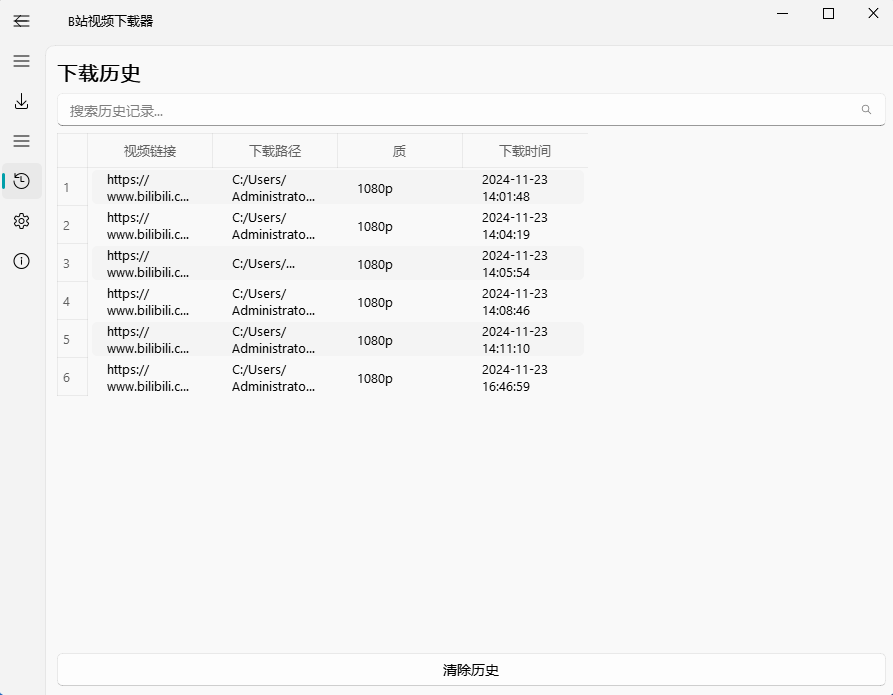 B站视频下载器
下载历史
搜索历史记录...
视频链接 下载路径 质 下载时间
1 https:// C:/Users/ 1080p 2024-11-23
www.bilibili.c... Administrato... 14:01:48
2 https:// C:/Users/ 1080p 2024-11-23
www.bilibili.c... Administrato... 14:04:19
3 https:// C:/Users/... 1080p 2024-11-23
www.bilibili.c... 14:05:54
4 https:// C:/Users/ 1080p 2024-11-23
www.bilibili.c... Administrato... 14:08:46
5 https:// C:/Users/ 1080p 2024-11-23
www.bilibili.c... Administrato... 14:11:10
6 https:// C:/Users/ 1080p 2024-11-23
www.bilibili.c... Administrato... 16:46:59
清除历史